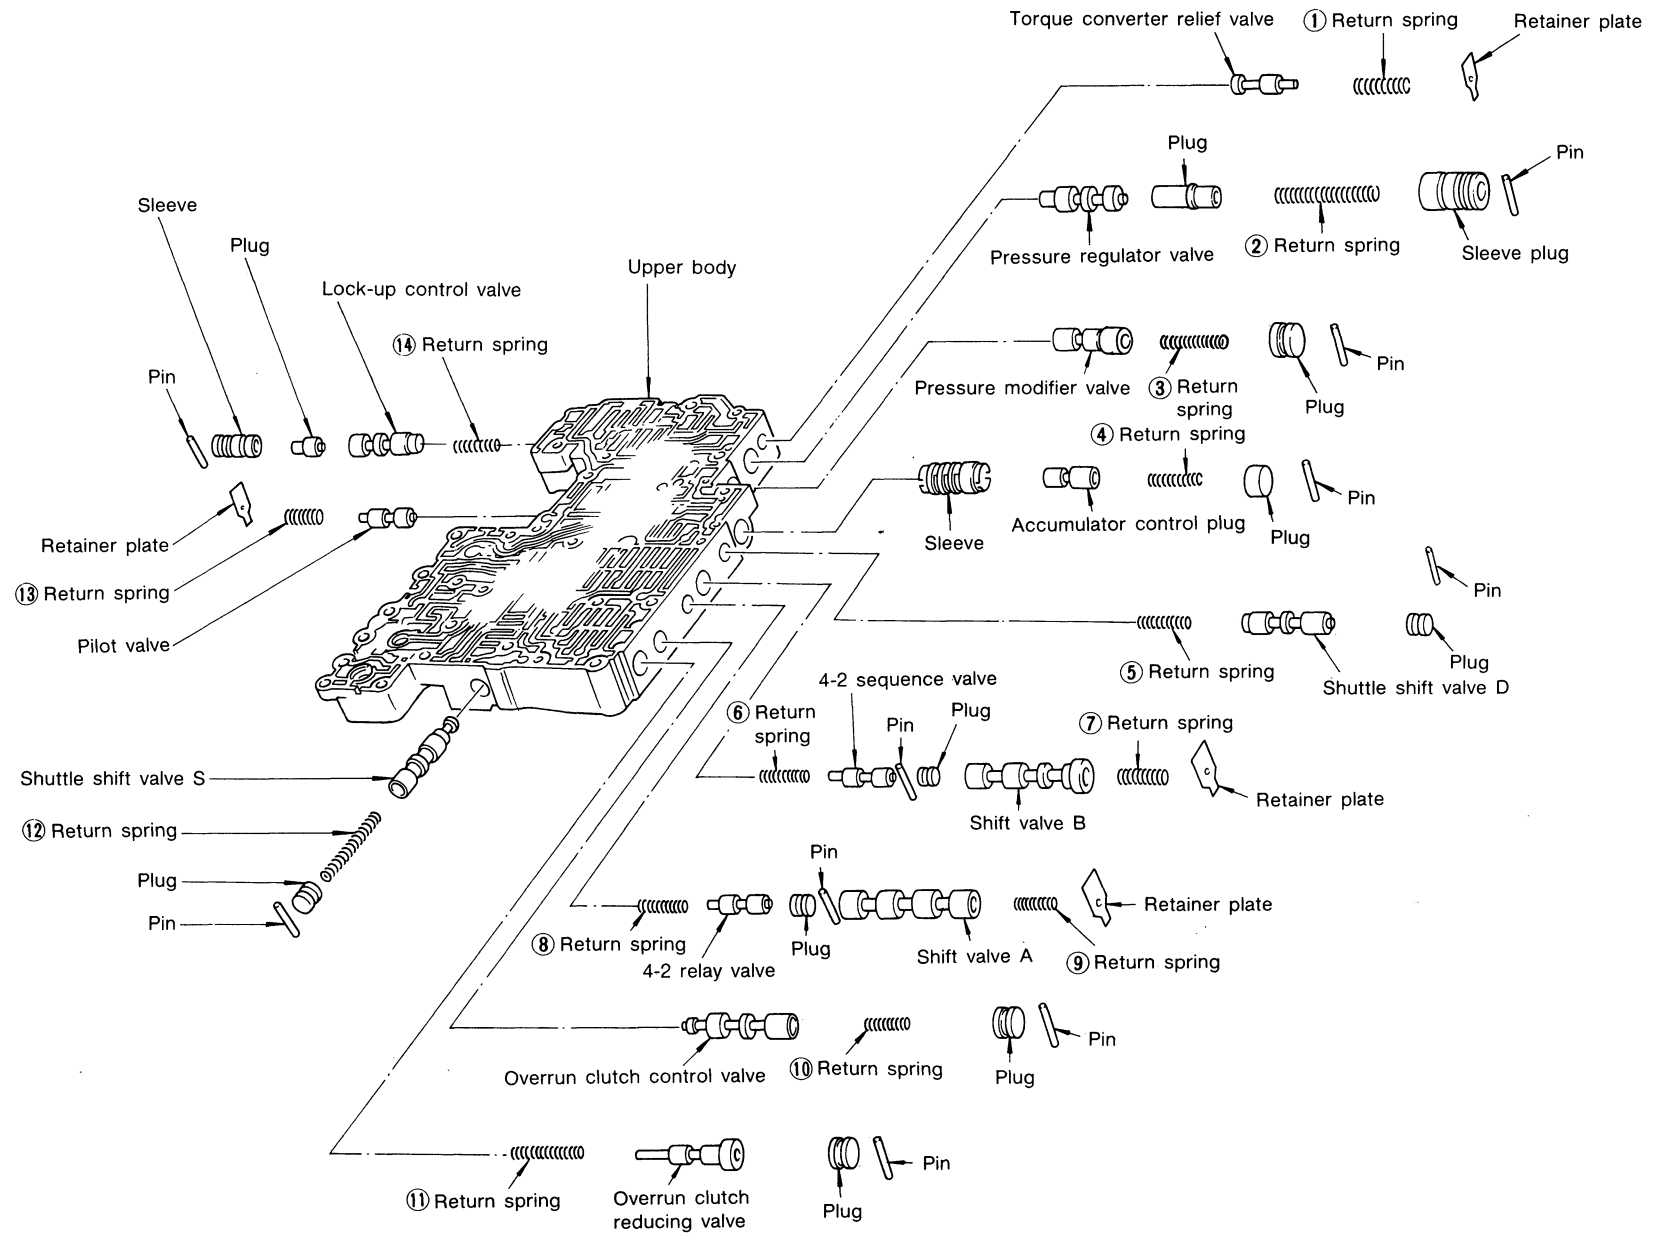 Torque converter relief valve
① Return spring
Retainer plate
Plug
Pin
Pressure regulator valve
② Return spring
Sleeve plug
Sleeve
Plug
Lock-up control valve
⑭ Return spring
Pin
Upper body
Pressure modifier valve
③ Return
spring
Plug
Pin
④ Return spring
Sleeve
Accumulator control plug
Plug
Pin
Retainer plate
⑬ Return spring
Pilot valve
Pin
⑤ Return spring
Plug
Shuttle shift valve D
4-2 sequence valve
⑥ Return
spring
Pin
Plug
⑦ Return spring
Shift valve B
Retainer plate
Shuttle shift valve S
⑫ Return spring
Plug
Pin
Pin
⑧ Return spring
4-2 relay valve
Plug
Shift valve A
⑨ Return spring
Retainer plate
Overrun clutch control valve
⑩ Return spring
Plug
Pin
⑪ Return spring
Overrun clutch
reducing valve
Plug
Pin